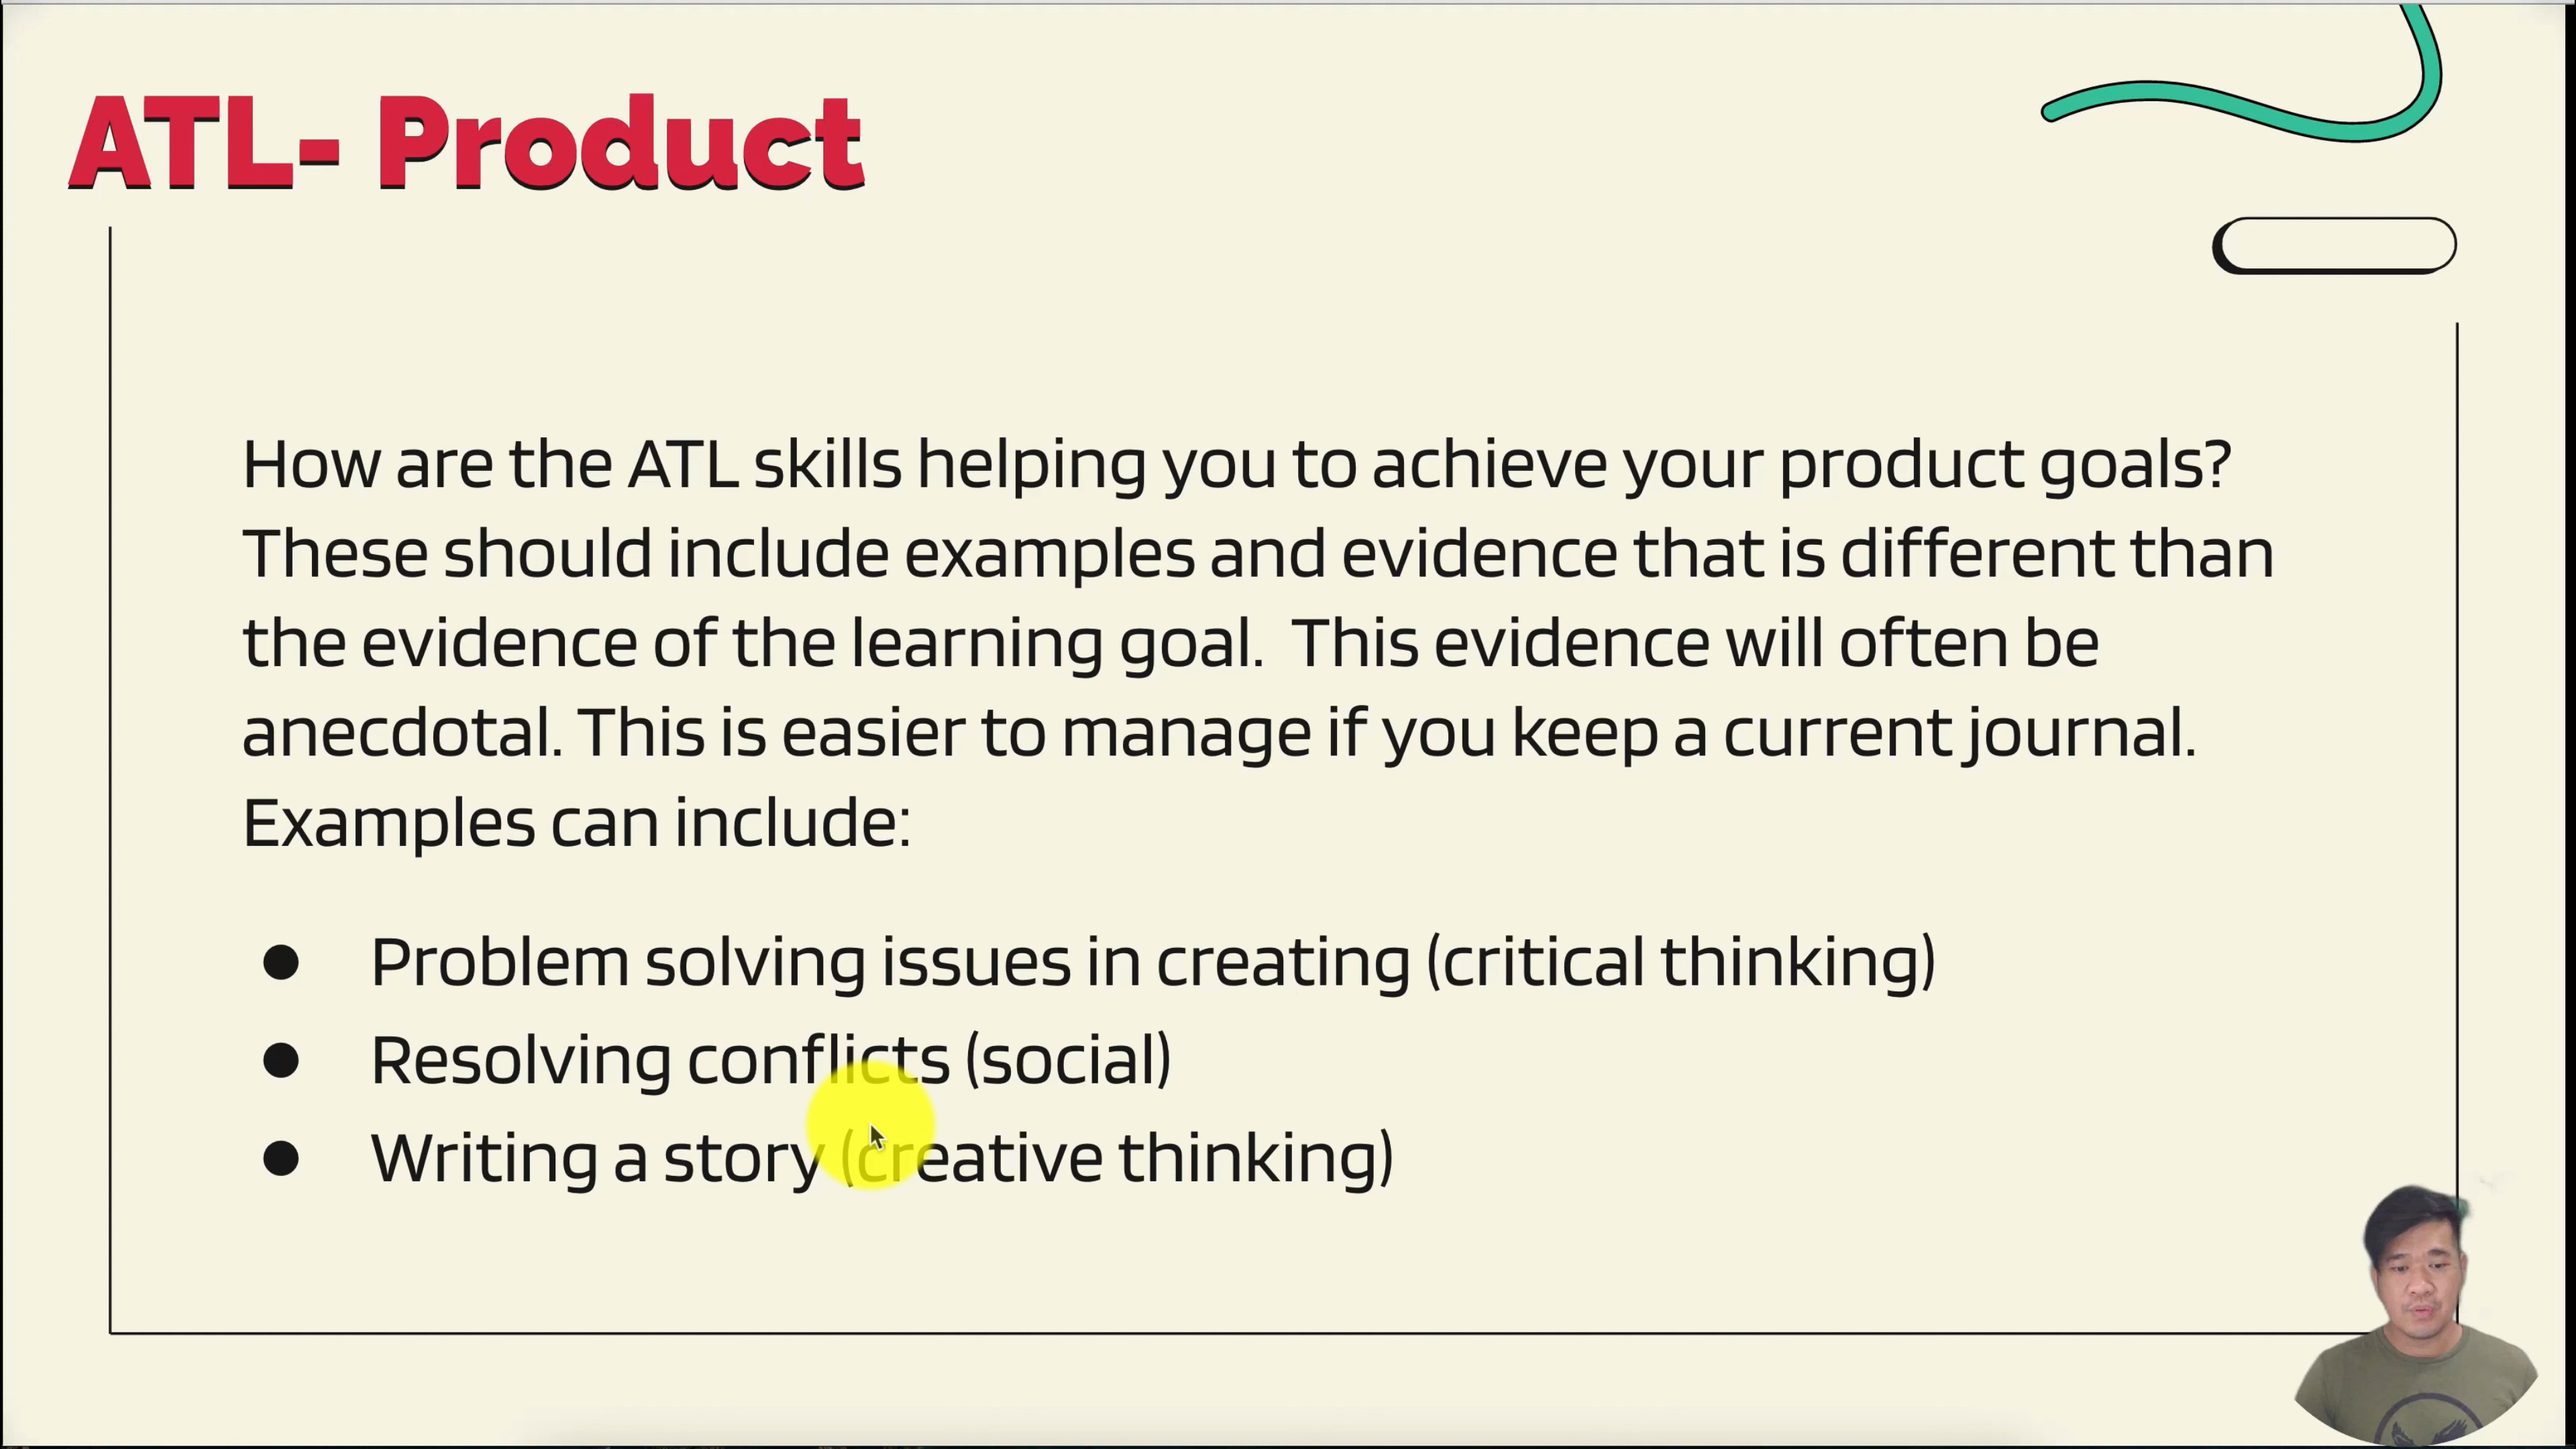 ATL- Product
How are the ATL skills helping you to achieve your product goals?
These should include examples and evidence that is different than
the evidence of the learning goal.  This evidence will often be
anecdotal. This is easier to manage if you keep a current journal.
Examples can include:
● Problem solving issues in creating (critical thinking)
● Resolving conflicts (social)
● Writing a story (creative thinking)